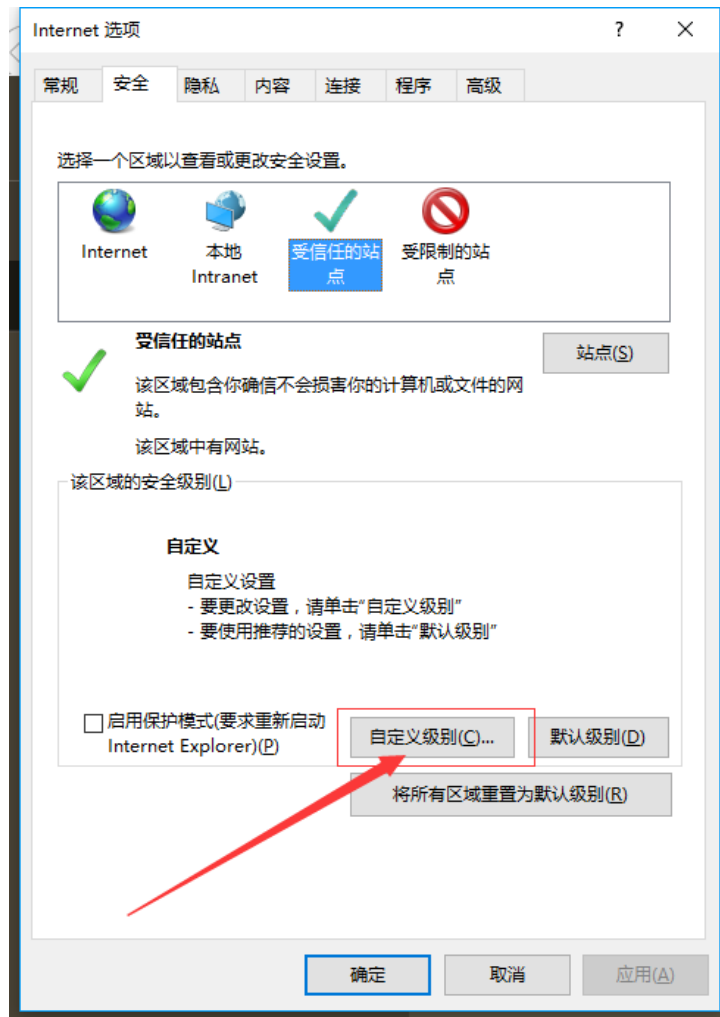 Internet 选项
?
常规 安全 隐私 内容 连接 程序 高级
选择一个区域以查看或更改安全设置。
Internet
本地
Intranet
受信任的站
点
受限制的站
点
受信任的站点
站点(S)
该区域包含你确信不会损害你的计算机或文件的网
站。
该区域中有网站。
该区域的安全级别(L)
自定义
自定义设置
- 要更改设置，请单击“自定义级别”
- 要使用推荐的设置，请单击“默认级别”
启用保护模式(要求重新启动
Internet Explorer)(P)
自定义级别(C)...
默认级别(D)
将所有区域重置为默认级别(R)
确定
取消
应用(A)